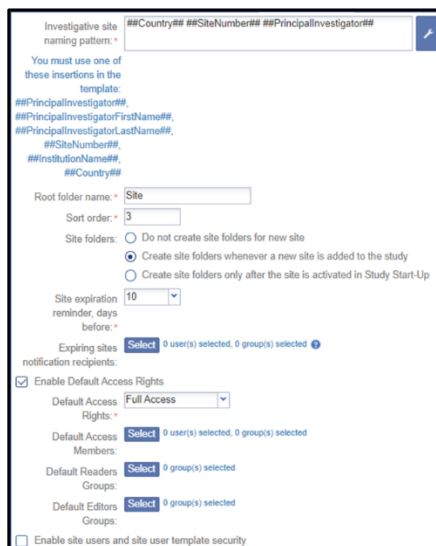 Investigative site naming pattern:* ##Country## ##SiteNumber## ##PrincipalInvestigator##
You must use one of these insertions in the template:
##PrincipalInvestigator##,
##PrincipalInvestigatorFirstName##,
##PrincipalInvestigatorLastName##,
##SiteNumber##,
##InstitutionName##,
##Country##
Root folder name:* Site
Sort order:* 3
Site folders: Do not create site folders for new site
Create site folders whenever a new site is added to the study
Create site folders only after the site is activated in Study Start-Up
Site expiration reminder, days before:* 10
Expiring sites notification recipients: Select 0 user(s) selected, 0 group(s) selected ?
Enable Default Access Rights
Default Access Rights:* Full Access
Default Access Members: Select 0 user(s) selected, 0 group(s) selected
Default Readers Groups: Select 0 group(s) selected
Default Editors Groups: Select 0 group(s) selected
Enable site users and site user template security